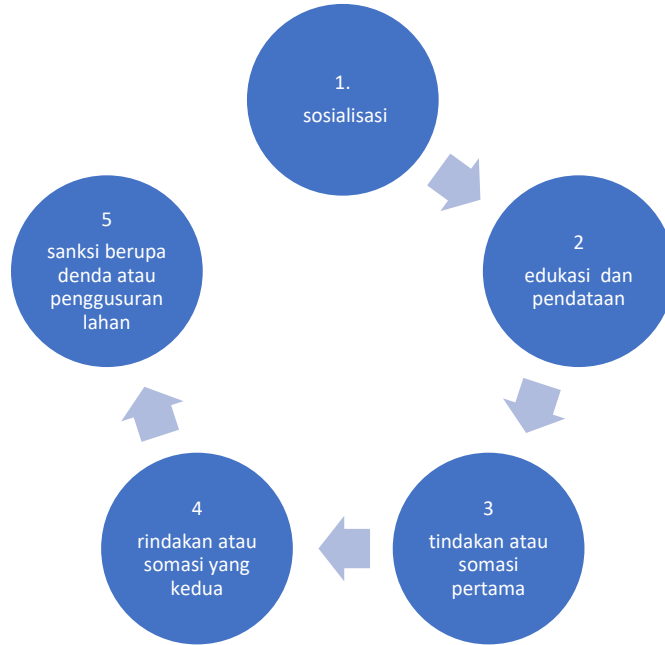 1.
sosialisasi
2
edukasi dan
pendataan
3
tindakan atau
somasi
pertama
4
rindakan atau
somasi yang
kedua
5
sanksi berupa
denda atau
penggusuran
lahan